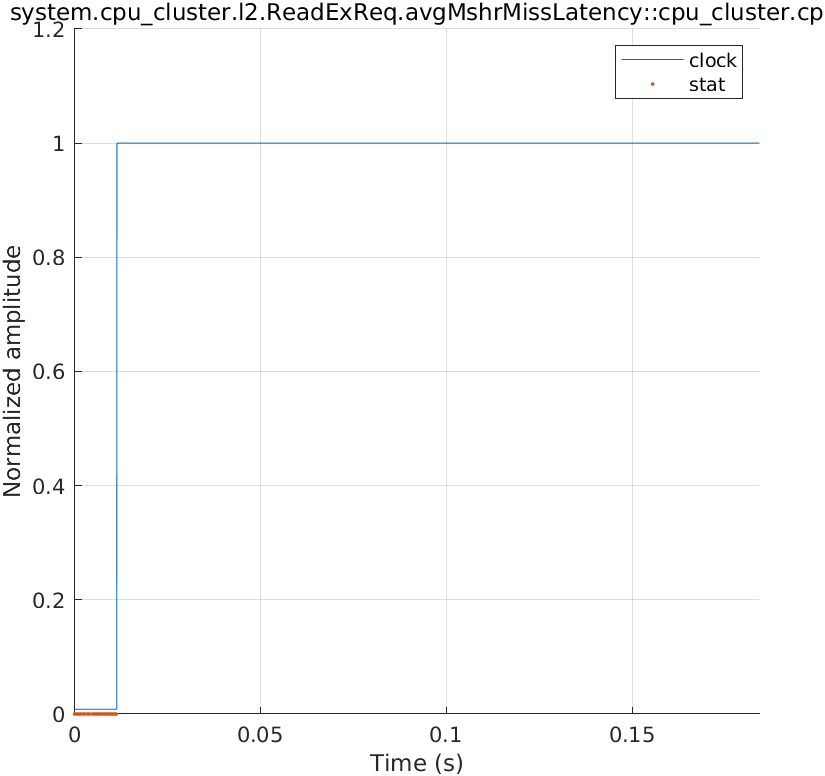 system.cpu_cluster.l2.ReadExReq.avgMshrMissLatency::cpu_cluster.cp
1.2
clock
stat
1
0.8
0.6
0.4
0.2
0
Normalized amplitude
0
0.05
0.1
0.15
Time (s)